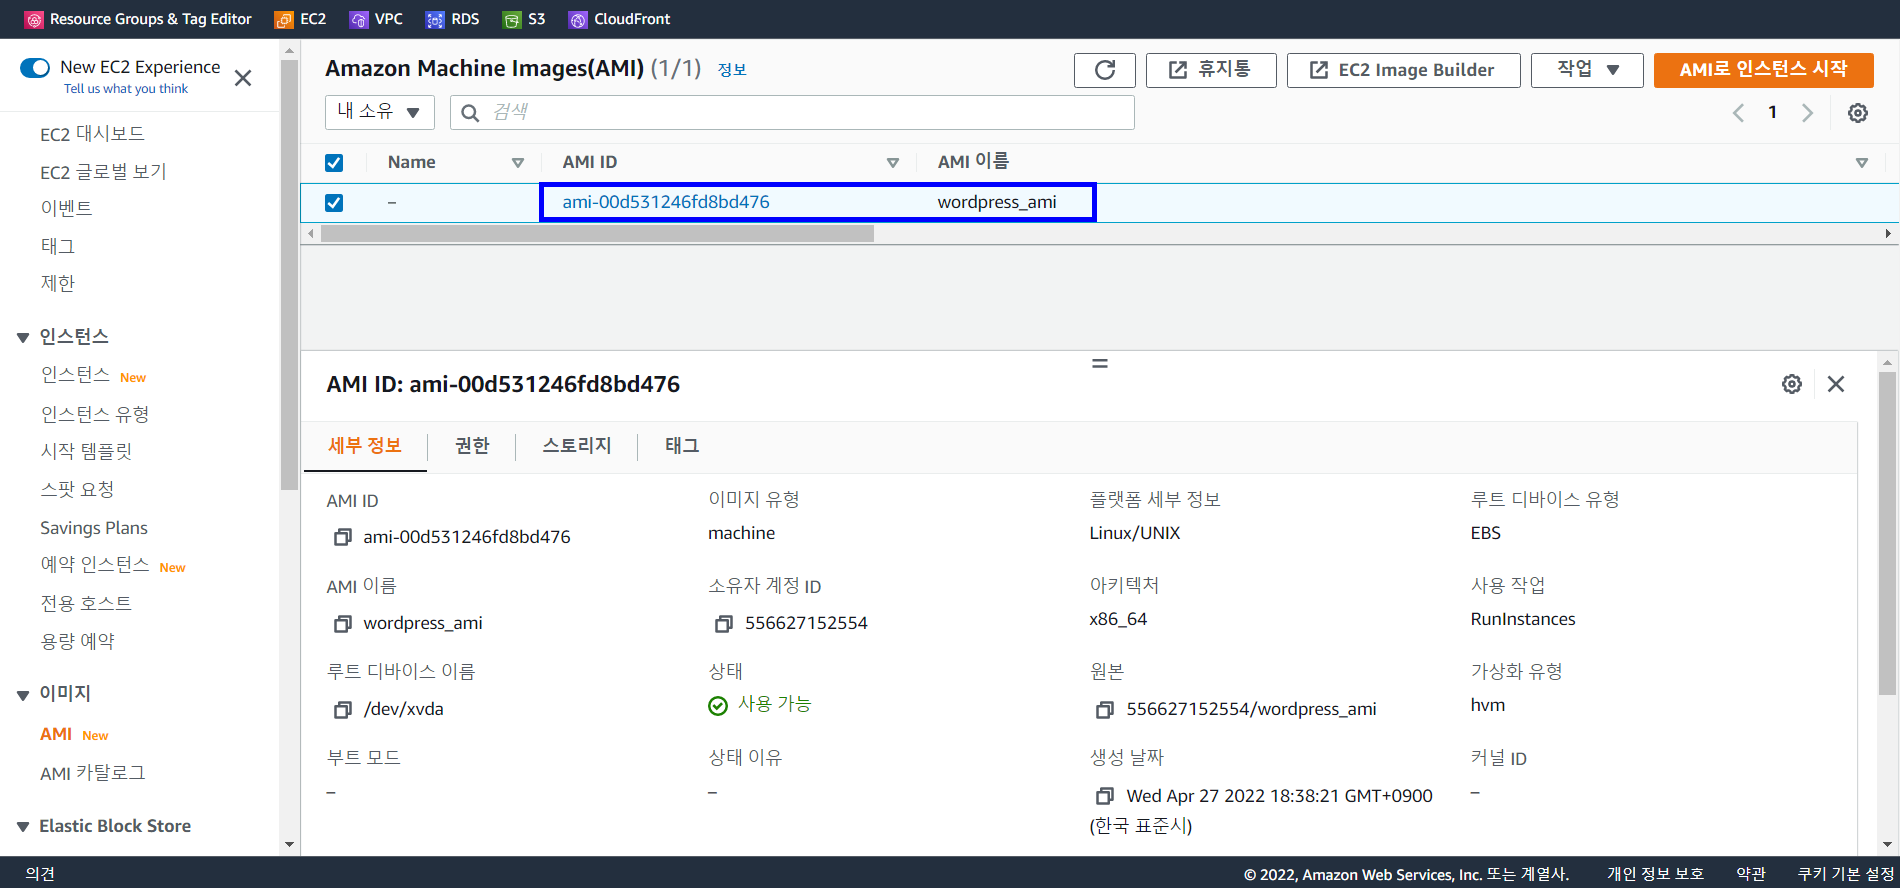 Resource Groups & Tag Editor EC2 VPC RDS S3 CloudFront
New EC2 Experience
Tell us what you think
EC2 대시보드
EC2 글로벌 보기
이벤트
태그
제한
인스턴스
인스턴스 New
인스턴스 유형
시작 템플릿
스팟 요청
Savings Plans
예약 인스턴스 New
전용 호스트
용량 예약
이미지
AMI New
AMI 카탈로그
Elastic Block Store
Amazon Machine Images(AMI) (1/1) 정보
휴지통 EC2 Image Builder 작업 AMI로 인스턴스 시작
내 소유 검색 1
Name AMI ID AMI 이름
– ami-00d531246fd8bd476 wordpress_ami
AMI ID: ami-00d531246fd8bd476
세부 정보 권한 스토리지 태그
AMI ID 이미지 유형 플랫폼 세부 정보 루트 디바이스 유형
ami-00d531246fd8bd476 machine Linux/UNIX EBS
AMI 이름 소유자 계정 ID 아키텍처 사용 작업
wordpress_ami 556627152554 x86_64 RunInstances
루트 디바이스 이름 상태 원본 가상화 유형
/dev/xvda 사용 가능 556627152554/wordpress_ami hvm
부트 모드 상태 이유 생성 날짜 커널 ID
– – Wed Apr 27 2022 18:38:21 GMT+0900 –
(한국 표준시)
의견 © 2022, Amazon Web Services, Inc. 또는 계열사. 개인 정보 보호 약관 쿠키 기본 설정